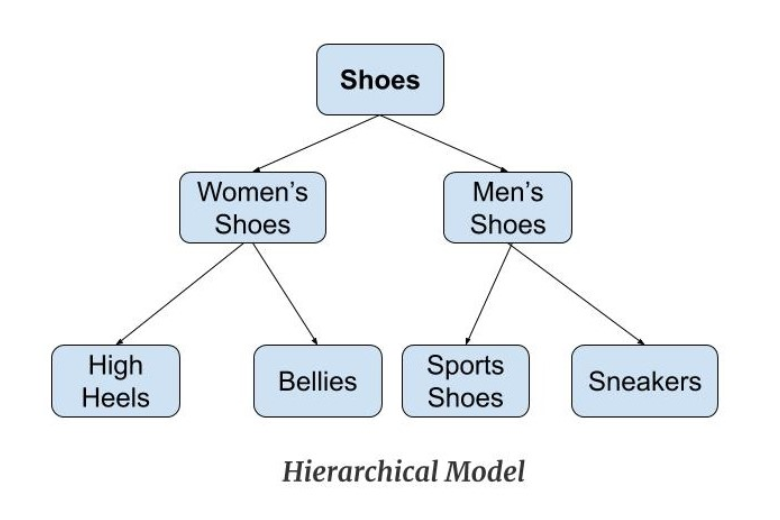 Shoes
Women’s
Shoes
Men’s
Shoes
High
Heels
Bellies
Sports
Shoes
Sneakers
Hierarchical Model